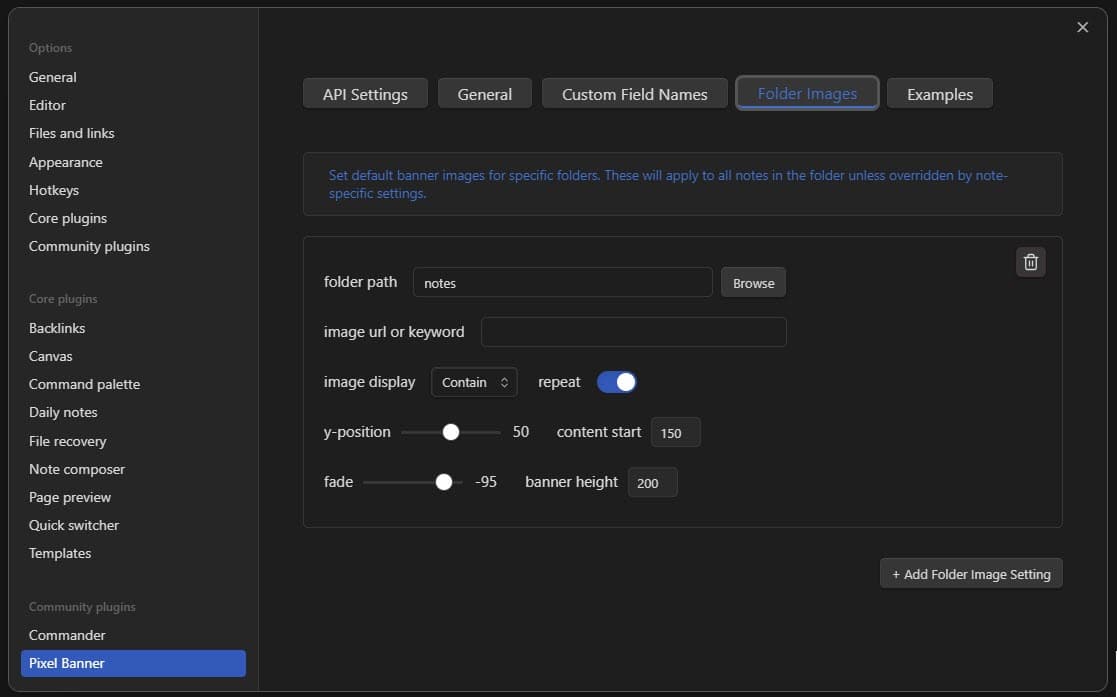 Options
General
Editor
Files and links
Appearance
Hotkeys
Core plugins
Community plugins
Core plugins
Backlinks
Canvas
Command palette
Daily notes
File recovery
Note composer
Page preview
Quick switcher
Templates
Community plugins
Commander
Pixel Banner
API Settings General Custom Field Names Folder Images Examples
Set default banner images for specific folders. These will apply to all notes in the folder unless overridden by note-
specific settings.
folder path notes Browse
image url or keyword
image display Contain repeat
y-position 50 content start 150
fade -95 banner height 200
+ Add Folder Image Setting